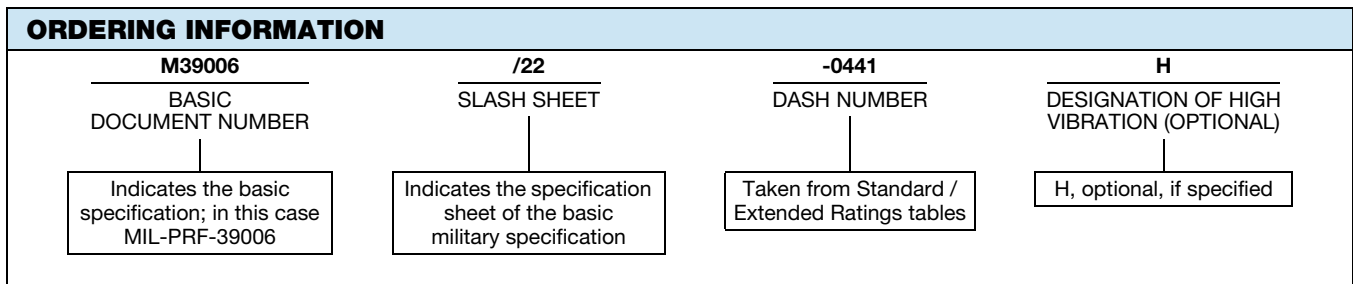 ORDERING INFORMATION
M39006
BASIC
DOCUMENT NUMBER
Indicates the basic
specification; in this case
MIL-PRF-39006
/22
SLASH SHEET
Indicates the specification
sheet of the basic
military specification
-0441
DASH NUMBER
Taken from Standard /
Extended Ratings tables
H
DESIGNATION OF HIGH
VIBRATION (OPTIONAL)
H, optional, if specified